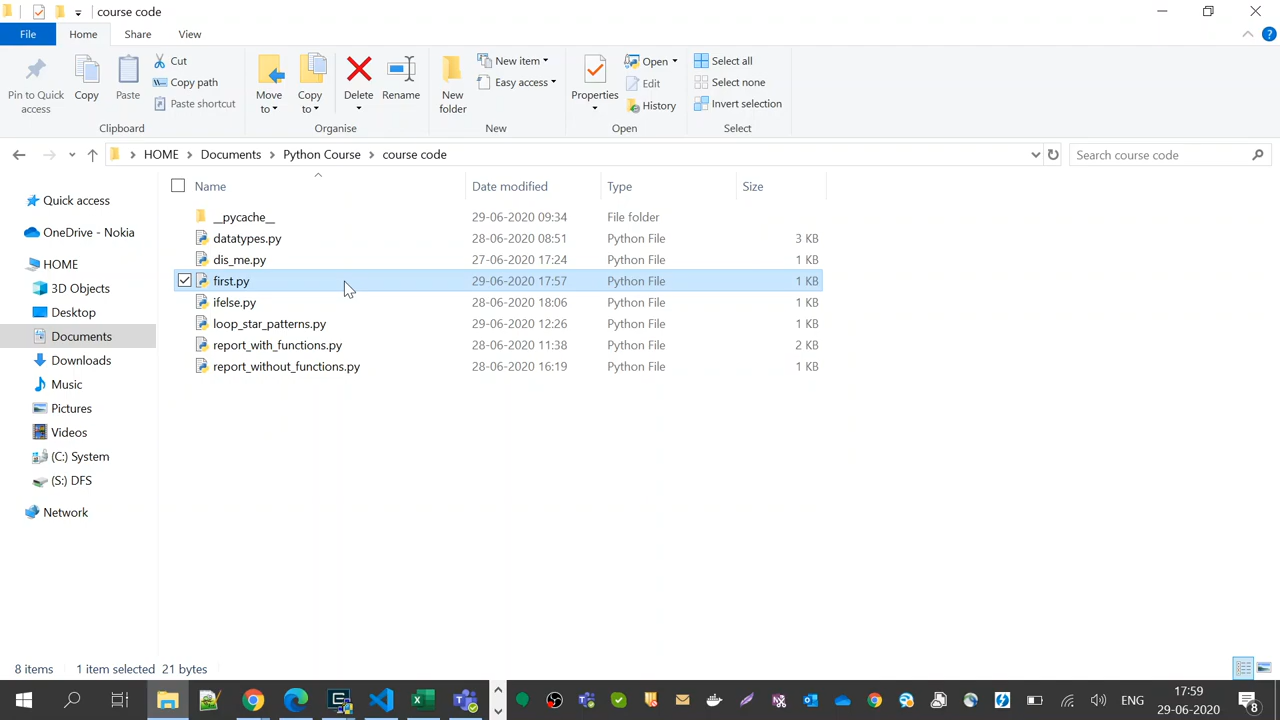 course code
File
Home
Share
View
Pin to Quick access
Copy
Paste
Cut
Copy path
Paste shortcut
Clipboard
Move to
Copy to
Delete
Rename
Organise
New folder
New item
Easy access
New
Properties
Open
Edit
History
Open
Select all
Select none
Invert selection
Select
HOME
Documents
Python Course
course code
Search course code
Quick access
OneDrive - Nokia
HOME
3D Objects
Desktop
Documents
Downloads
Music
Pictures
Videos
(C:) System
(S:) DFS
Network
Name Date modified Type Size
__pycache__ 29-06-2020 09:34 File folder
datatypes.py 28-06-2020 08:51 Python File 3 KB
dis_me.py 27-06-2020 17:24 Python File 1 KB
first.py 29-06-2020 17:57 Python File 1 KB
ifelse.py 28-06-2020 18:06 Python File 1 KB
loop_star_patterns.py 29-06-2020 12:26 Python File 1 KB
report_with_functions.py 28-06-2020 11:38 Python File 2 KB
report_without_functions.py 28-06-2020 16:19 Python File 1 KB
8 items 1 item selected 21 bytes
ENG
17:59
29-06-2020
8